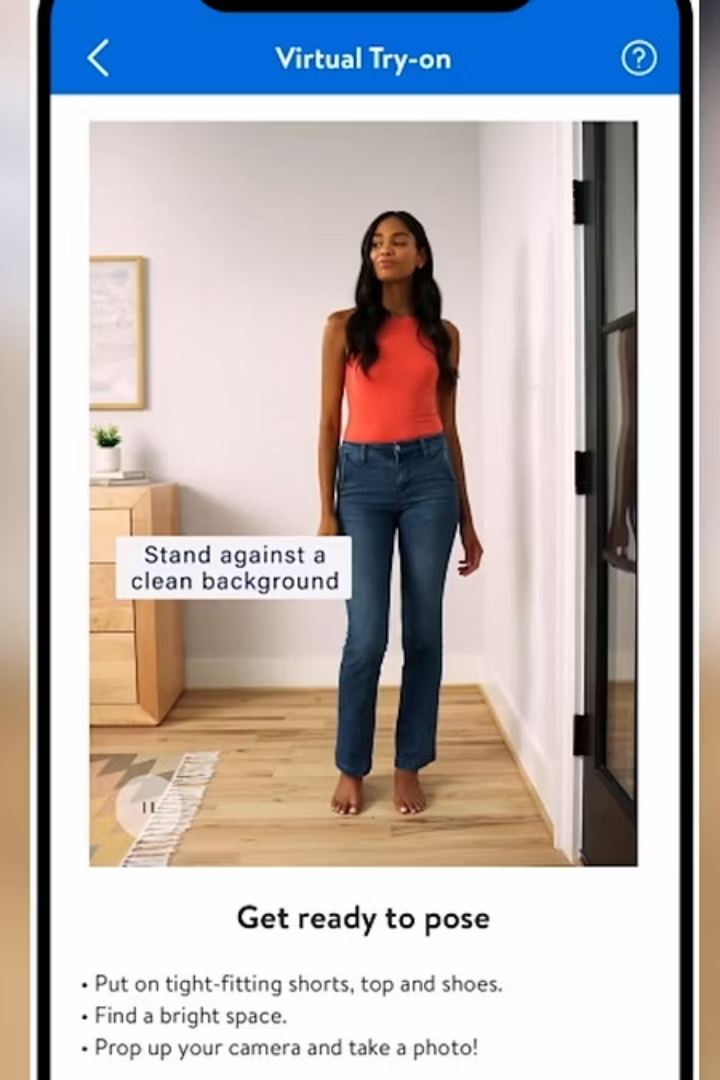 Virtual Try-on
Stand against a
clean background
Get ready to pose
• Put on tight-fitting shorts, top and shoes.
• Find a bright space.
• Prop up your camera and take a photo!